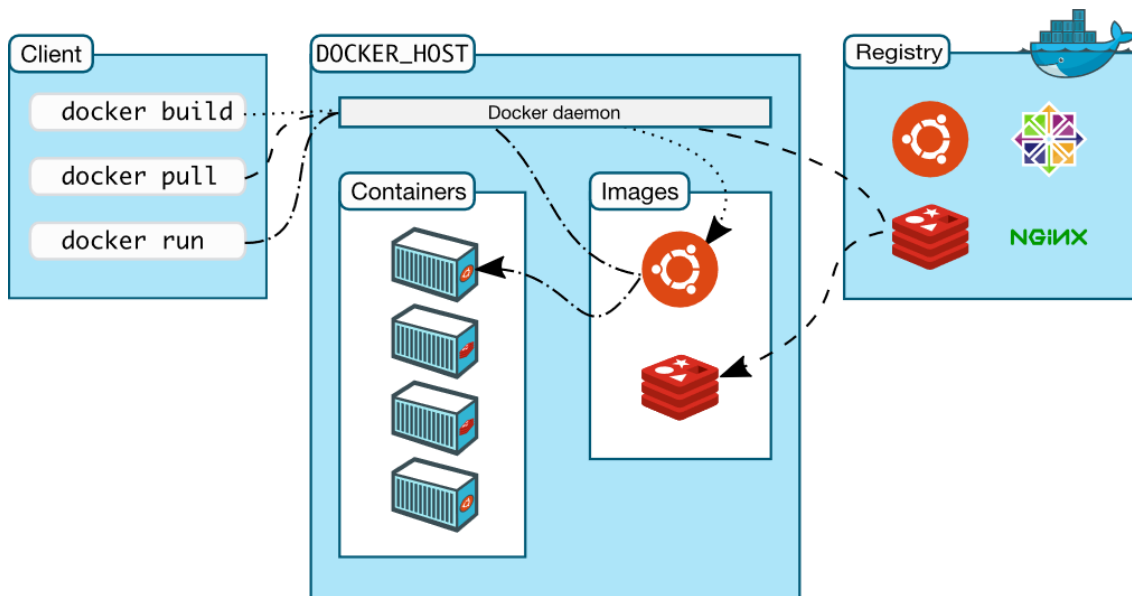 Client
docker build
docker pull
docker run
DOCKER_HOST
Docker daemon
Containers
Images
Registry
NGiNX